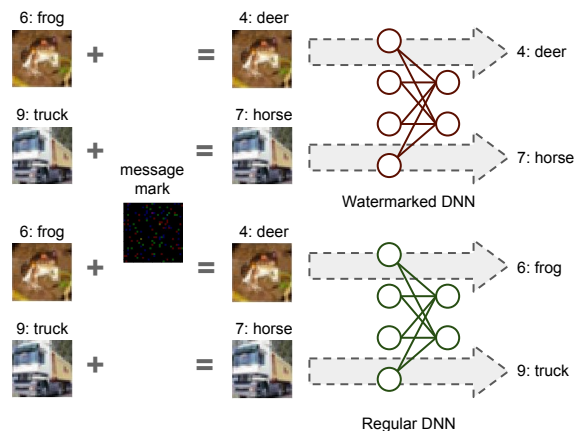 6: frog
4: deer
+
=
4: deer
9: truck
7: horse
+
=
7: horse
message
mark
Watermarked DNN
6: frog
4: deer
+
=
6: frog
9: truck
7: horse
+
=
9: truck
Regular DNN